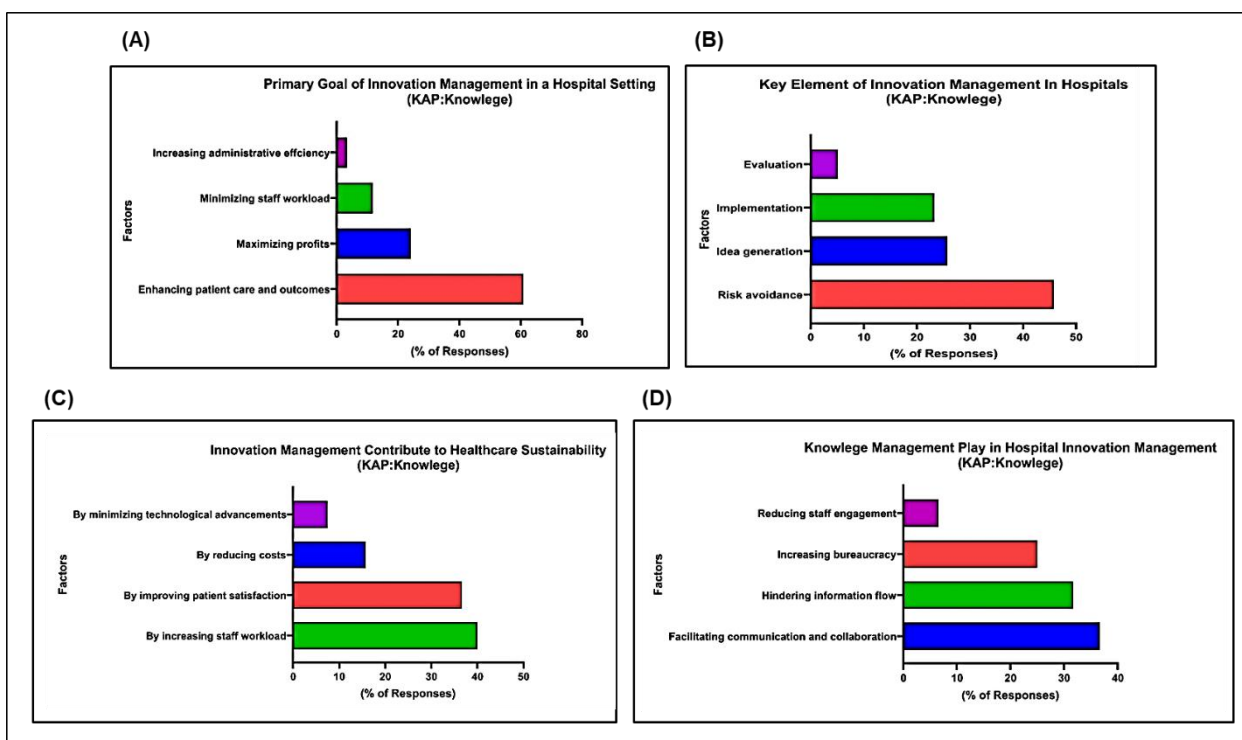 (A)
Primary Goal of Innovation Management in a Hospital Setting
(KAP:Knowlege)
Factors
Increasing administrative effciency
Minimizing staff workload
Maximizing profits
Enhancing patient care and outcomes
0 20 40 60 80
(% of Responses)
(B)
Key Element of Innovation Management In Hospitals
(KAP:Knowlege)
Factors
Evaluation
Implementation
Idea generation
Risk avoidance
0 10 20 30 40 50
(% of Responses)
(C)
Innovation Management Contribute to Healthcare Sustainability
(KAP:Knowlege)
Factors
By minimizing technological advancements
By reducing costs
By improving patient satisfaction
By increasing staff workload
0 10 20 30 40 50
(% of Responses)
(D)
Knowlege Management Play in Hospital Innovation Management
(KAP:Knowlege)
Factors
Reducing staff engagement
Increasing bureaucracy
Hindering information flow
Facilitating communication and collaboration
0 10 20 30 40
(% of Responses)